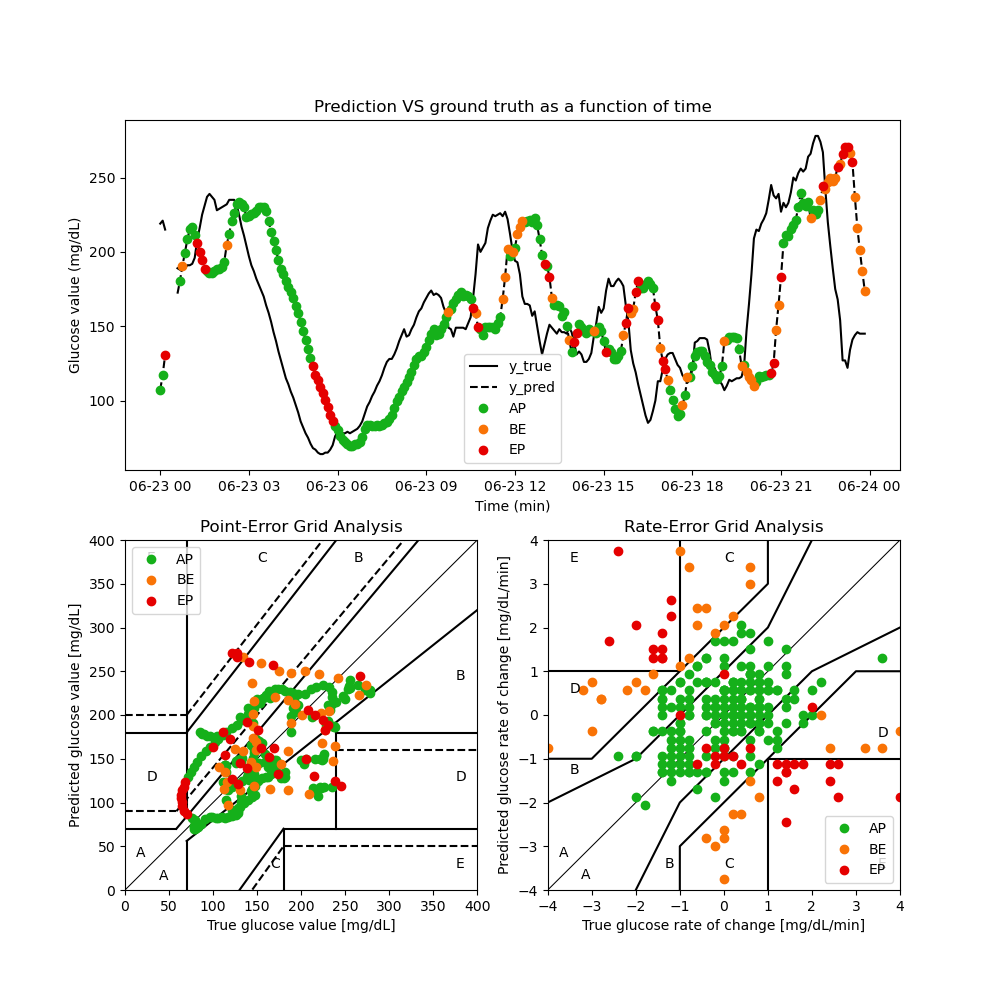 Prediction VS ground truth as a function of time
Glucose value (mg/dL)
250
200
150
100
y_true
y_pred
AP
BE
EP
06-23 00 06-23 03 06-23 06 06-23 09 06-23 12 06-23 15 06-23 18 06-23 21 06-24 00
Time (min)
Point-Error Grid Analysis
Predicted glucose value [mg/dL]
400
350
300
250
200
150
100
50
0
AP
BE
EP
C
B
B
D
D
A
A
C
E
0 50 100 150 200 250 300 350 400
True glucose value [mg/dL]
Rate-Error Grid Analysis
Predicted glucose rate of change [mg/dL/min]
4
3
2
1
0
−1
−2
−3
−4
E
C
D
D
B
A
A
B
C
AP
BE
EP
−4 −3 −2 −1 0 1 2 3 4
True glucose rate of change [mg/dL/min]